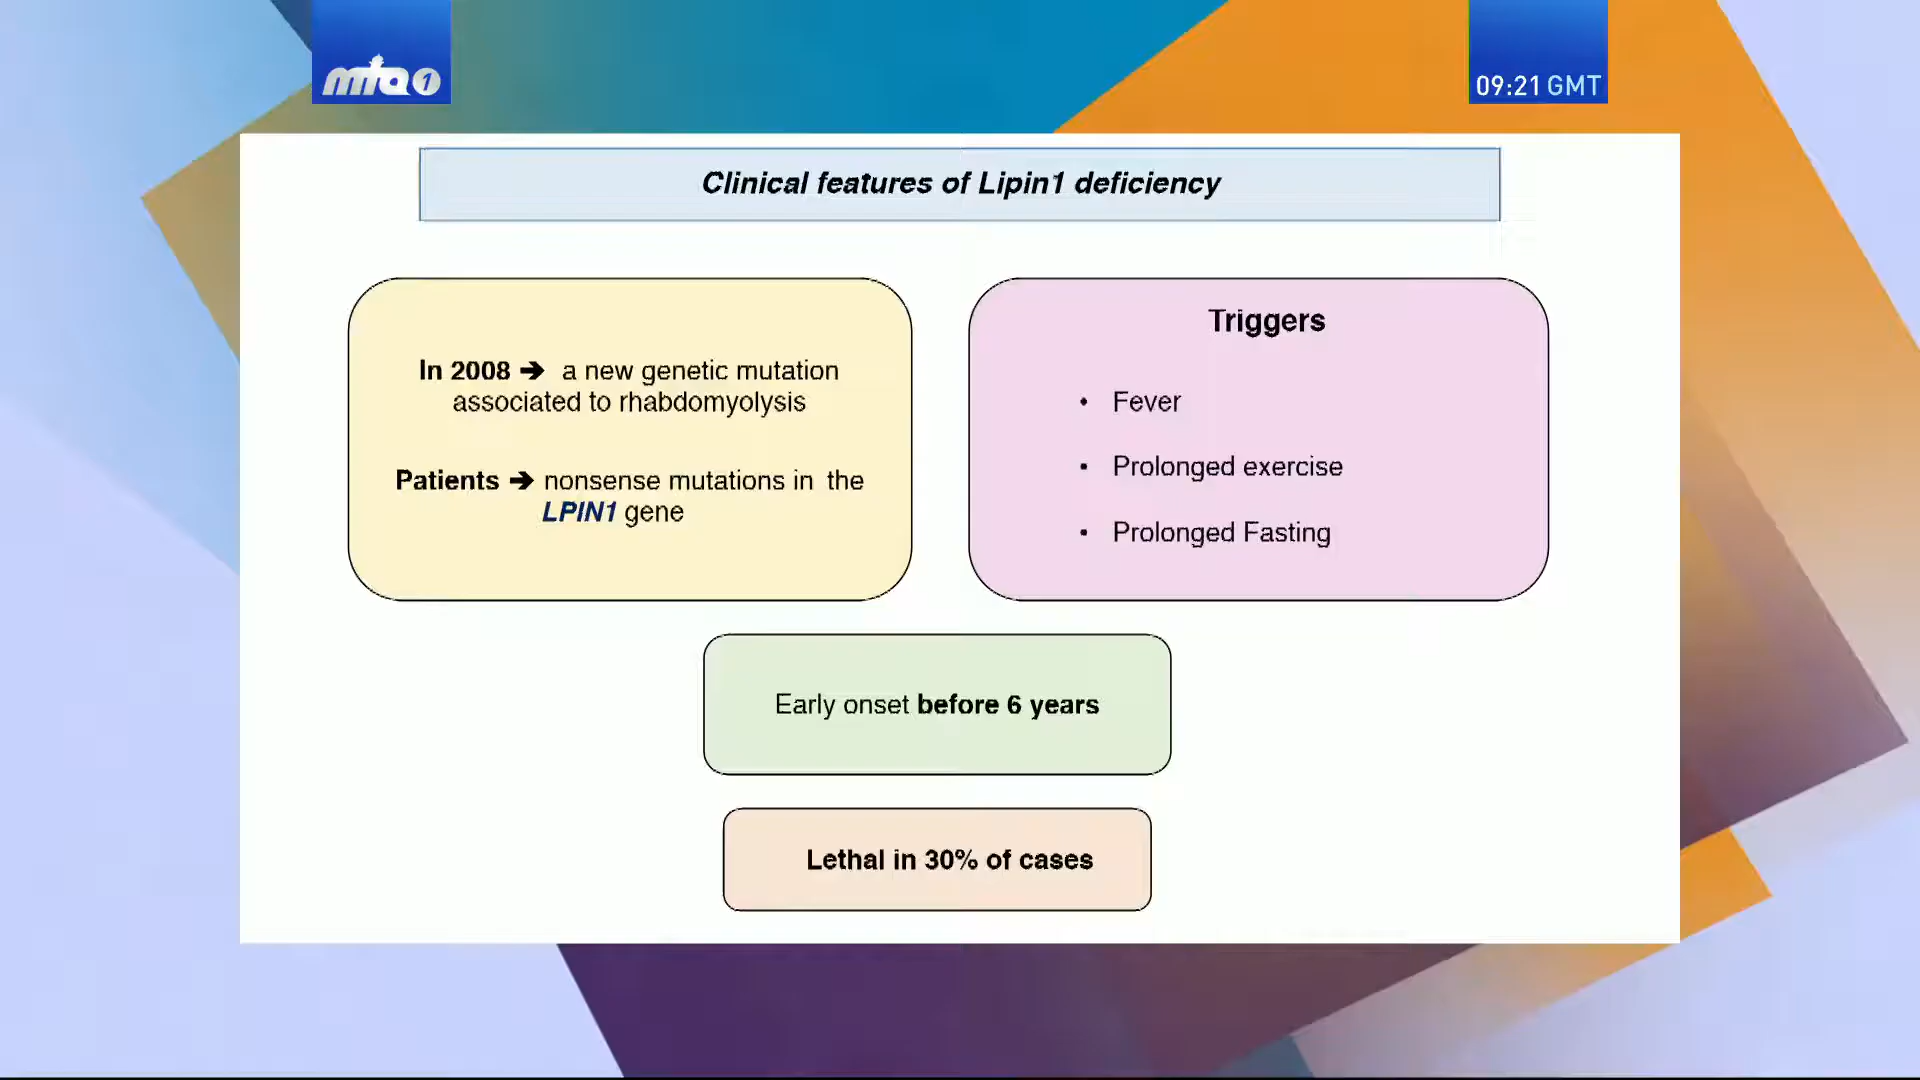 mta1
09:21 GMT
Clinical features of Lipin1 deficiency
In 2008 ➔ a new genetic mutation
associated to rhabdomyolysis
Patients ➔ nonsense mutations in the
LPIN1 gene
Triggers
• Fever
• Prolonged exercise
• Prolonged Fasting
Early onset before 6 years
Lethal in 30% of cases